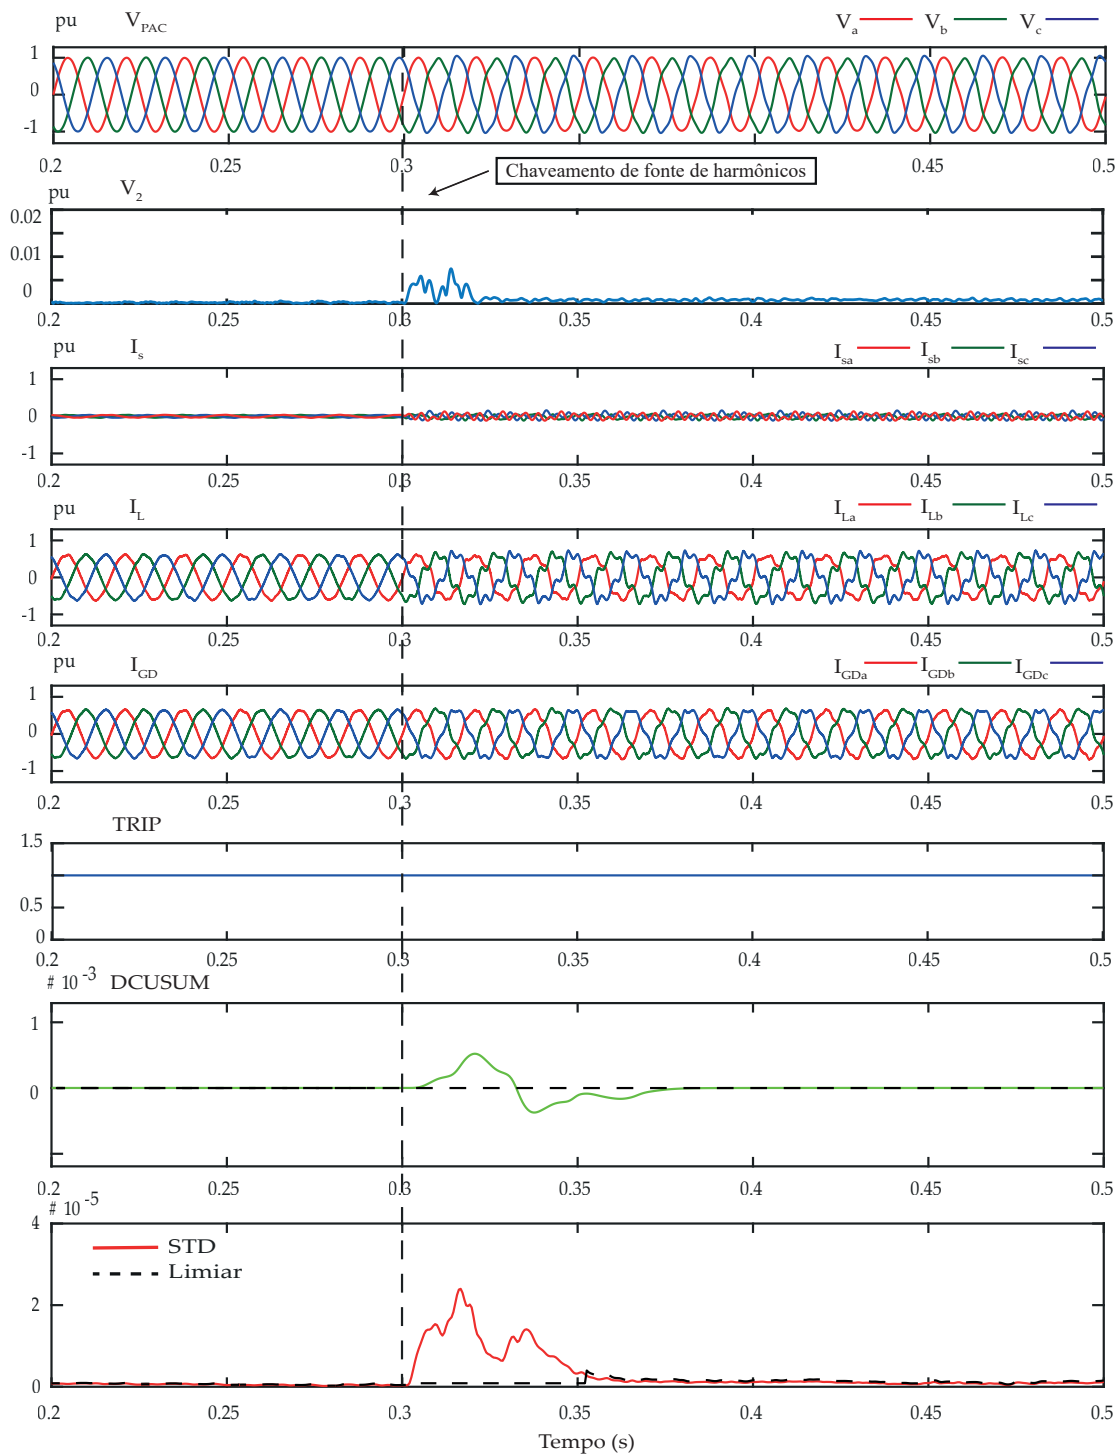 pu V_PAC V_a V_b V_c
1
0
-1
0.2 0.25 0.3 0.45 0.5
Chaveamento de fonte de harmônicos
pu V_2
0.02
0.01
0
0.2 0.25 0.3 0.35 0.4 0.45 0.5
pu I_s I_sa I_sb I_sc
1
0
-1
0.2 0.25 0.3 0.35 0.4 0.45 0.5
pu I_L I_La I_Lb I_Lc
1
0
-1
0.2 0.25 0.3 0.35 0.4 0.45 0.5
pu I_GD I_GDa I_GDb I_GDc
1
0
-1
0.2 0.25 0.3 0.35 0.4 0.45 0.5
TRIP
1.5
1
0.5
0
0.2 0.25 0.3 0.35 0.4 0.45 0.5
# 10 -3 DCUSUM
1
0
0.2 0.25 0.3 0.35 0.4 0.45 0.5
# 10 -5
4
STD
Limiar
2
0
0.2 0.25 0.3 0.35 0.4 0.45 0.5
Tempo (s)